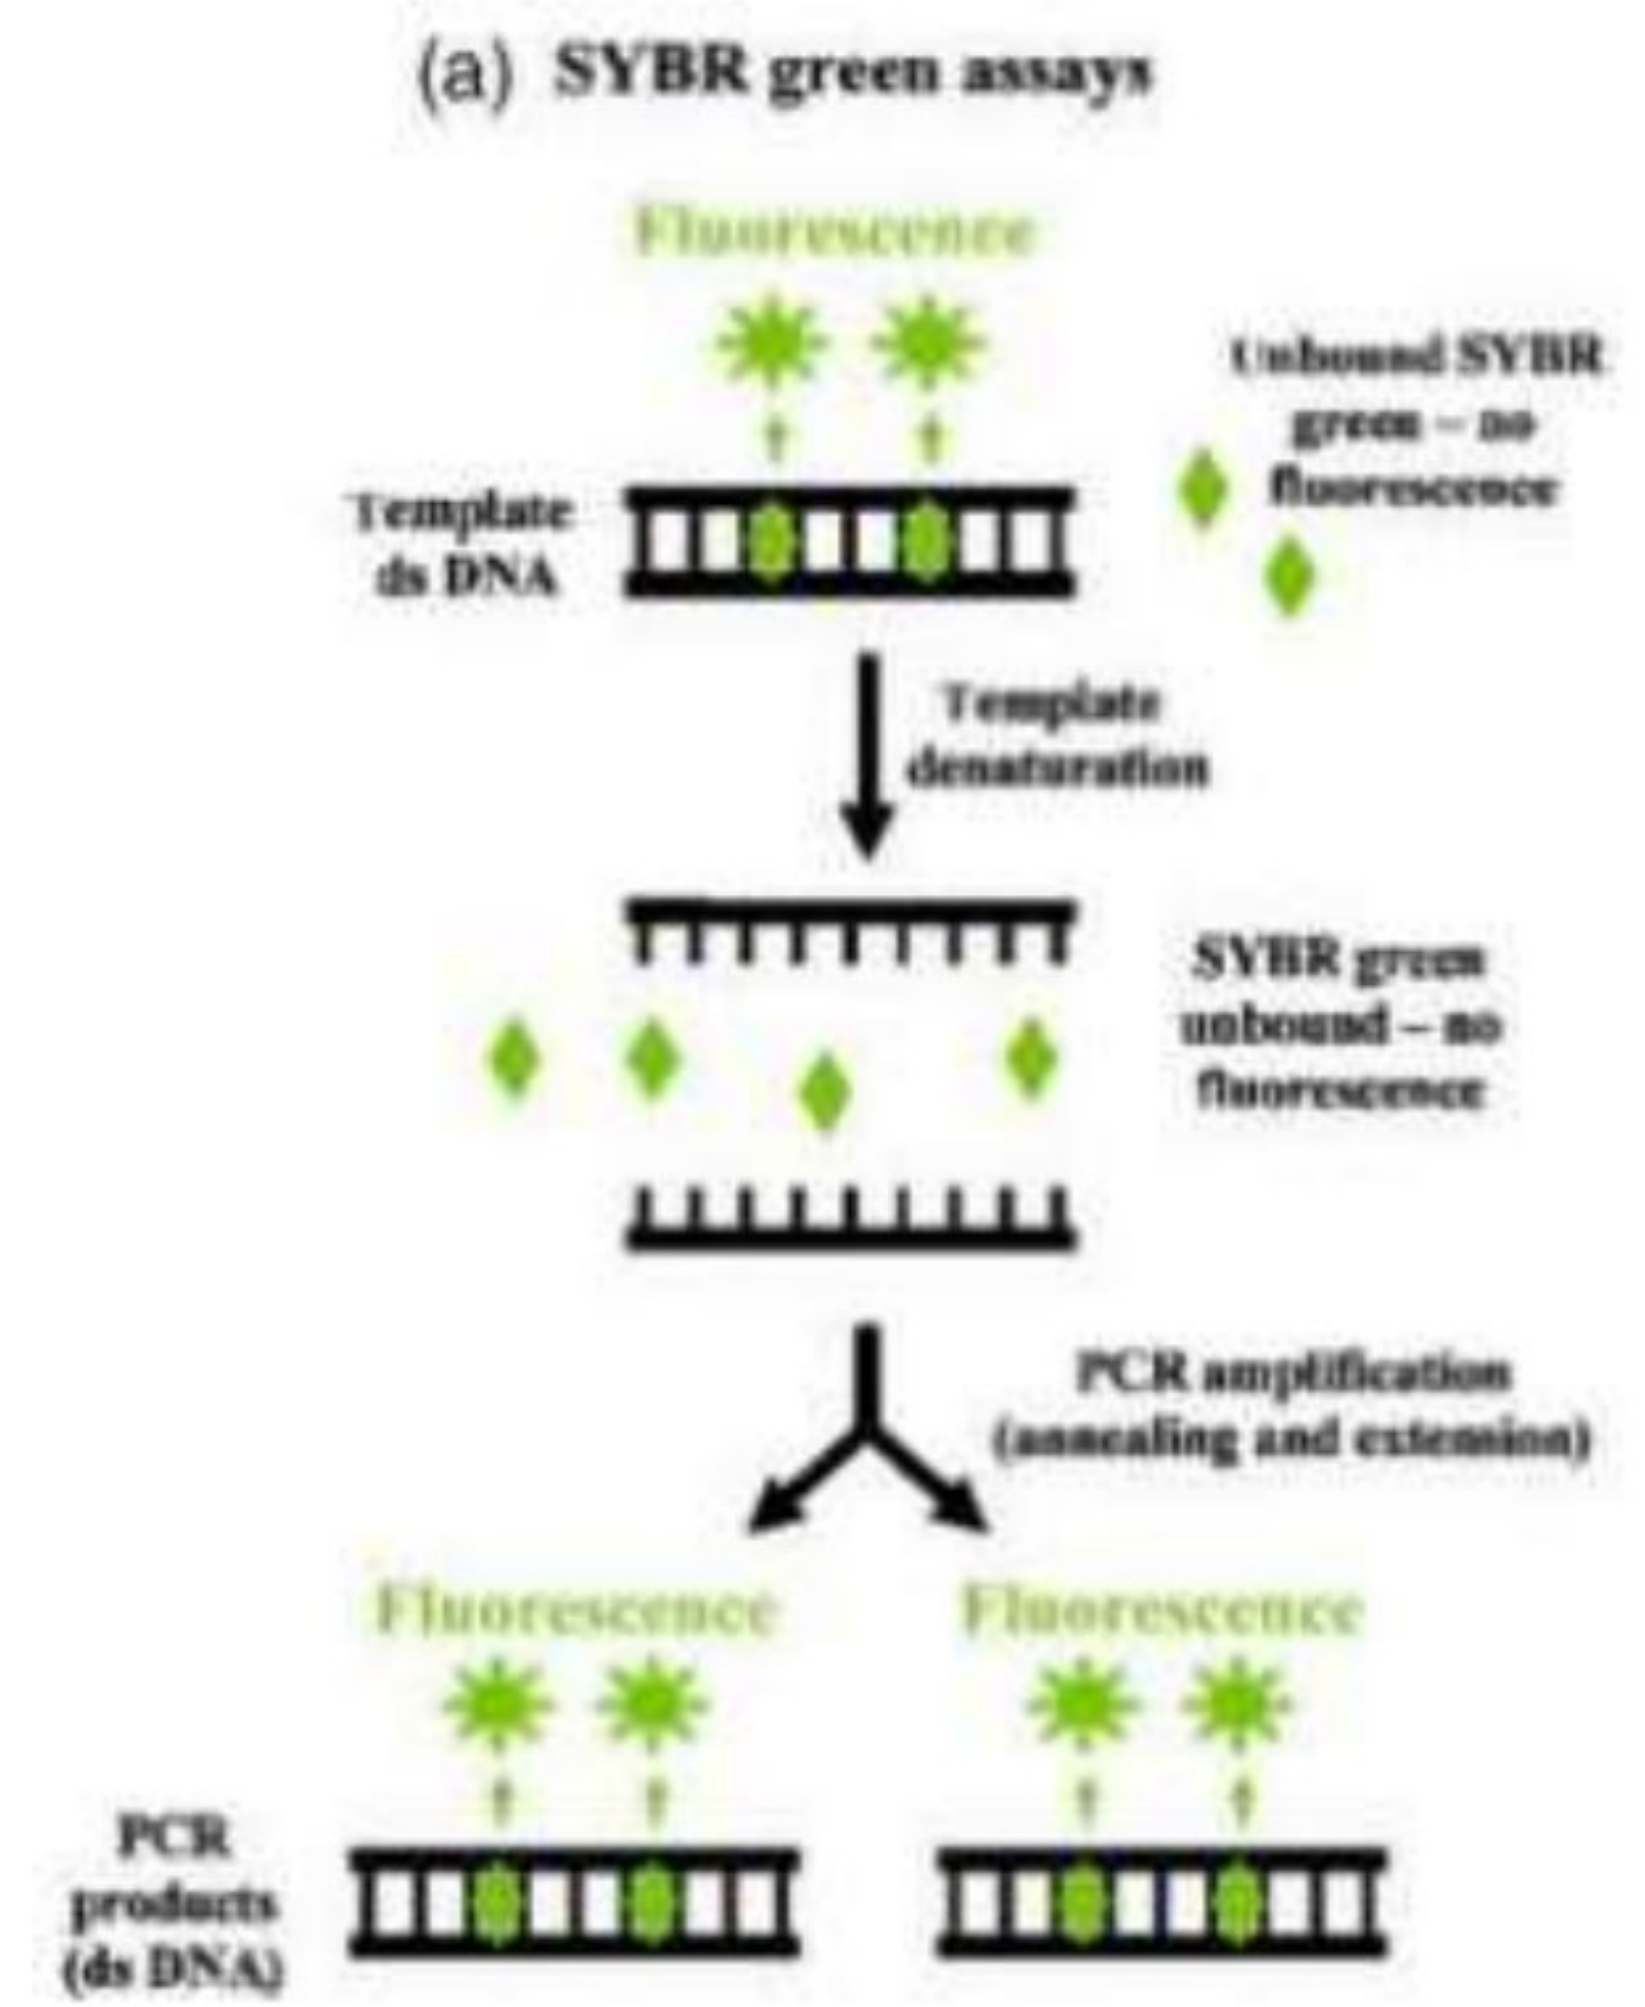 (a) SYBR green assays
Fluorescence
Unbound SYBR
green – no
fluorescence
Template
ds DNA
Template
denaturation
SYBR green
unbound – no
fluorescence
PCR amplification
(annealing and extension)
Fluorescence Fluorescence
PCR
products
(ds DNA)